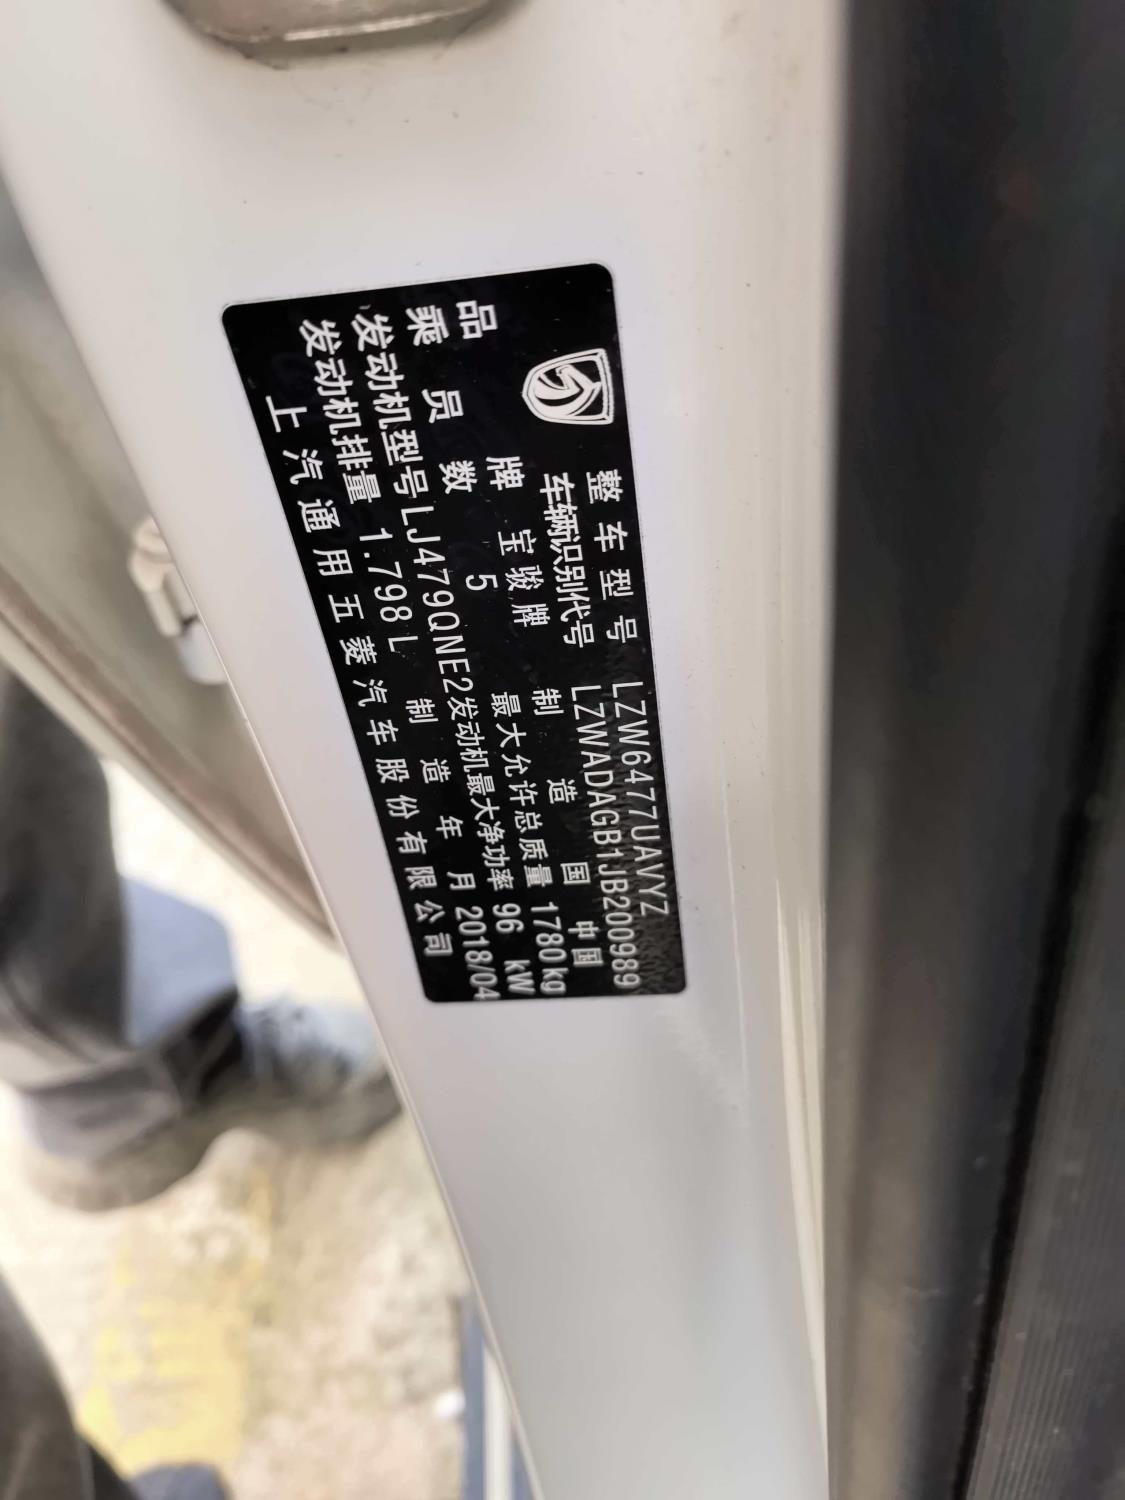 整车型号 LZW6477UAVYZ
车辆识别代号 LZWADAGB1JB200989
品牌 宝骏牌 制造国 中国
乘员数 5 最大允许总质量 1780kg
发动机型号 LJ479QNE2 发动机最大净功率 96 kW
发动机排量 1.798L 制造年月 2018/04
上汽通用五菱汽车股份有限公司